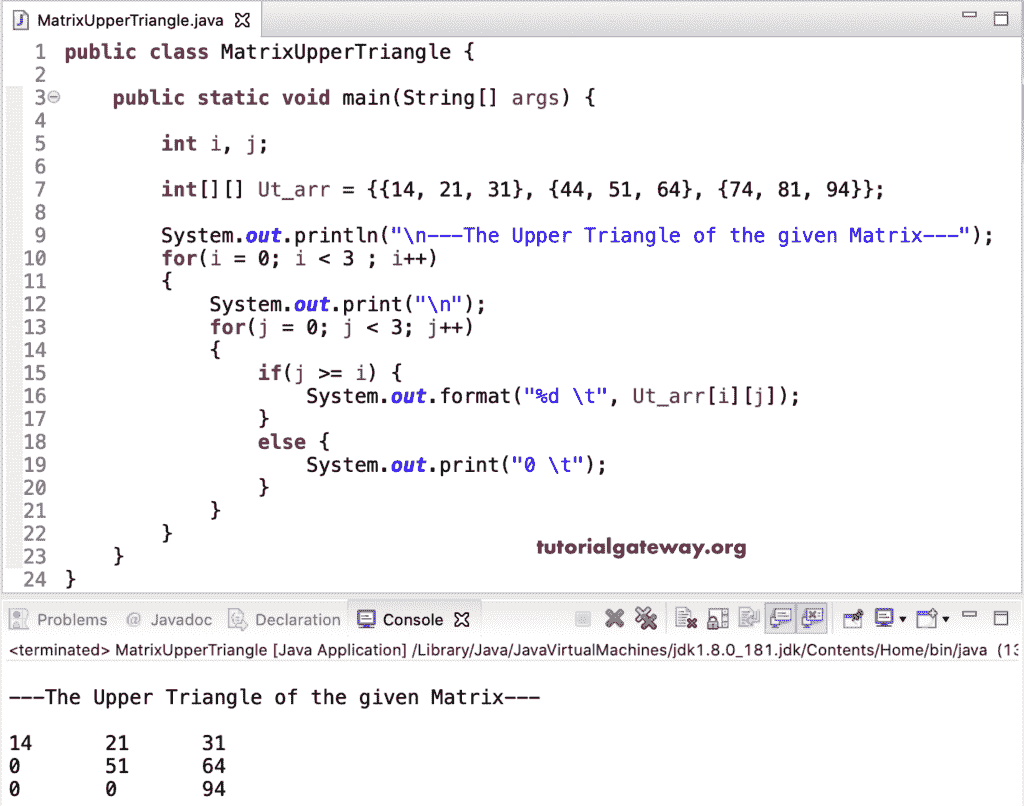 MatrixUpperTriangle.java
1 public class MatrixUpperTriangle {
2
3 public static void main(String[] args) {
4
5 int i, j;
6
7 int[][] Ut_arr = {{14, 21, 31}, {44, 51, 64}, {74, 81, 94}};
8
9 System.out.println("\n---The Upper Triangle of the given Matrix---");
10 for(i = 0; i < 3 ; i++)
11 {
12 System.out.print("\n");
13 for(j = 0; j < 3; j++)
14 {
15 if(j >= i) {
16 System.out.format("%d \t", Ut_arr[i][j]);
17 }
18 else {
19 System.out.print("0 \t");
20 }
21 }
22 }
23 }
24 }
tutorialgateway.org
Problems @ Javadoc Declaration Console
<terminated> MatrixUpperTriangle [Java Application] /Library/Java/JavaVirtualMachines/jdk1.8.0_181.jdk/Contents/Home/bin/java (13
---The Upper Triangle of the given Matrix---
14 21 31
0 51 64
0 0 94